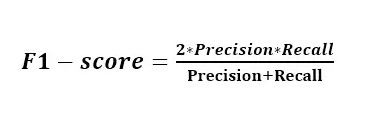 F1 − score = 2*Precision*Recall / Precision+Recall